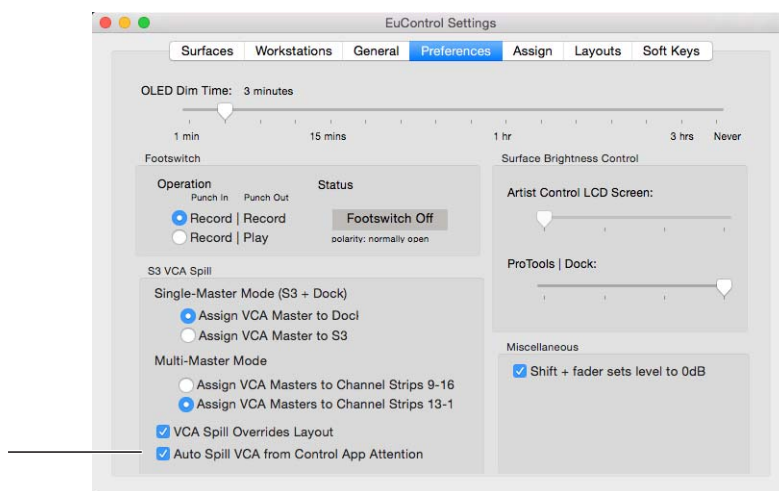 EuControl Settings
Surfaces Workstations General Preferences Assign Layouts Soft Keys
OLED Dim Time: 3 minutes
1 min 15 mins 1 hr 3 hrs Never
Footswitch
Operation Status
Punch In Punch Out
Record | Record
Footswitch Off
Record | Play
polarity: normally open
S3 VCA Spill
Single-Master Mode (S3 + Dock)
Assign VCA Master to Dock
Assign VCA Master to S3
Multi-Master Mode
Assign VCA Masters to Channel Strips 9-16
Assign VCA Masters to Channel Strips 13-1
VCA Spill Overrides Layout
Auto Spill VCA from Control App Attention
Surface Brightness Control
Artist Control LCD Screen:
ProTools | Dock:
Miscellaneous
Shift + fader sets level to 0dB